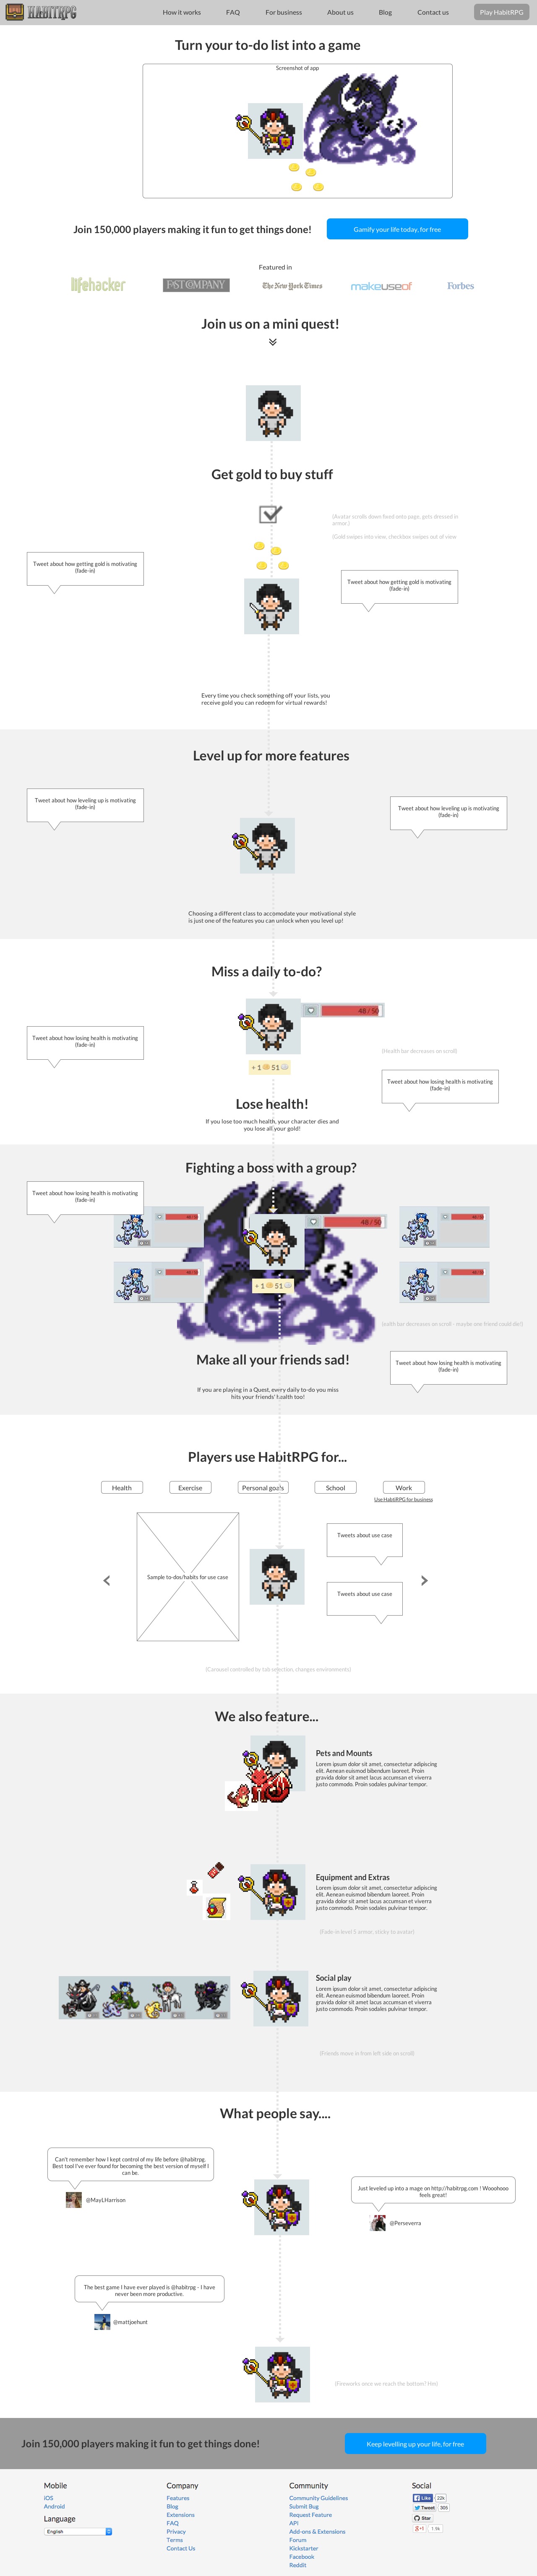 HABITRPG
How it works
FAQ
For business
About us
Blog
Contact us
Play HabitRPG
Turn your to-do list into a game
Screenshot of app
Join 150,000 players making it fun to get things done!
Gamify your life today, for free
Featured in
lifehacker
FAST COMPANY
The New York Times
makeuseof
Forbes
Join us on a mini quest!
Get gold to buy stuff
(Avatar scrolls down fixed onto page, gets dressed in
armor.)
(Gold swipes into view, checkbox swipes out of view
Tweet about how getting gold is motivating
(fade-in)
Tweet about how getting gold is motivating
(fade-in)
Every time you check something off your lists, you
receive gold you can redeem for virtual rewards!
Level up for more features
Tweet about how leveling up is motivating
(fade-in)
Tweet about how leveling up is motivating
(fade-in)
Choosing a different class to accomodate your motivational style
is just one of the features you can unlock when you level up!
Miss a daily to-do?
48 / 50
Tweet about how losing health is motivating
(fade-in)
(Health bar decreases on scroll)
+ 1 51
Tweet about how losing health is motivating
(fade-in)
Lose health!
If you lose too much health, your character dies and
you lose all your gold!
Fighting a boss with a group?
Tweet about how losing health is motivating
(fade-in)
48 / 50
+ 1 51
(ealth bar decreases on scroll - maybe one friend could die?)
Make all your friends sad!
Tweet about how losing health is motivating
(fade-in)
If you are playing in a Quest, every daily to-do you miss
hits your friends' health too!
Players use HabitRPG for...
Health
Exercise
Personal goals
School
Work
Use HabitRPG for business
Sample to-dos/habits for use case
Tweets about use case
Tweets about use case
(Carousel controlled by tab selection, changes environments)
We also feature...
Pets and Mounts
Lorem ipsum dolor sit amet, consectetur adipiscing
elit. Aenean euismod bibendum laoreet. Proin
gravida dolor sit amet lacus accumsan et viverra
justo commodo. Proin sodales pulvinar tempor.
Equipment and Extras
Lorem ipsum dolor sit amet, consectetur adipiscing
elit. Aenean euismod bibendum laoreet. Proin
gravida dolor sit amet lacus accumsan et viverra
justo commodo. Proin sodales pulvinar tempor.
(Fade in level 5 armor, sticky to avatar)
Social play
Lorem ipsum dolor sit amet, consectetur adipiscing
elit. Aenean euismod bibendum laoreet. Proin
gravida dolor sit amet lacus accumsan et viverra
justo commodo. Proin sodales pulvinar tempor.
(Friends move in from left side on scroll)
What people say....
Can't remember how I kept control of my life before @habitrpg.
Best tool I've ever found for becoming the best version of myself I
can be.
@MayLHarrison
Just leveled up into a mage on http://habitrpg.com ! Wooohooo
feels great!
@Perseverra
The best game I have ever played is @habitrpg - I have
never been more productive.
@mattjoehunt
(Fireworks once we reach the bottom? Hm)
Join 150,000 players making it fun to get things done!
Keep levelling up your life, for free
Mobile
iOS
Android
Language
English
Company
Features
Blog
Extensions
FAQ
Privacy
Terms
Contact Us
Community
Community Guidelines
Submit Bug
Request Feature
API
Add-ons & Extensions
Forum
Kickstarter
Facebook
Reddit
Social
Like 22k
Tweet 305
Star
+1 1.9k